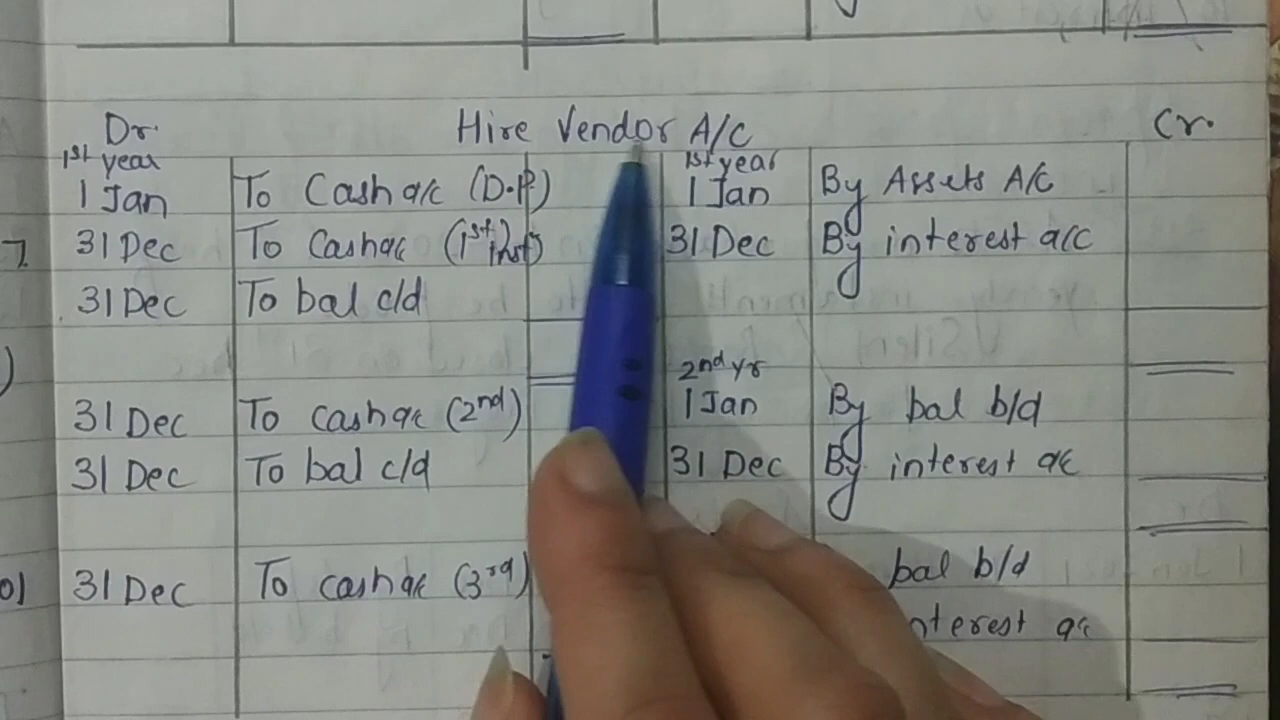 Dr. Hire Vendor A/C Cr.
1st year 1st year
1 Jan To Cash a/c (D.P.) 1 Jan By Assets A/C
31 Dec To Cash a/c (1st Inst) 31 Dec By interest a/c
31 Dec To bal c/d
2nd yr
31 Dec To cash a/c (2nd) 1 Jan By bal b/d
31 Dec To bal c/d 31 Dec By interest a/c
31 Dec To cash a/c (3rd) bal b/d
nterest a/c